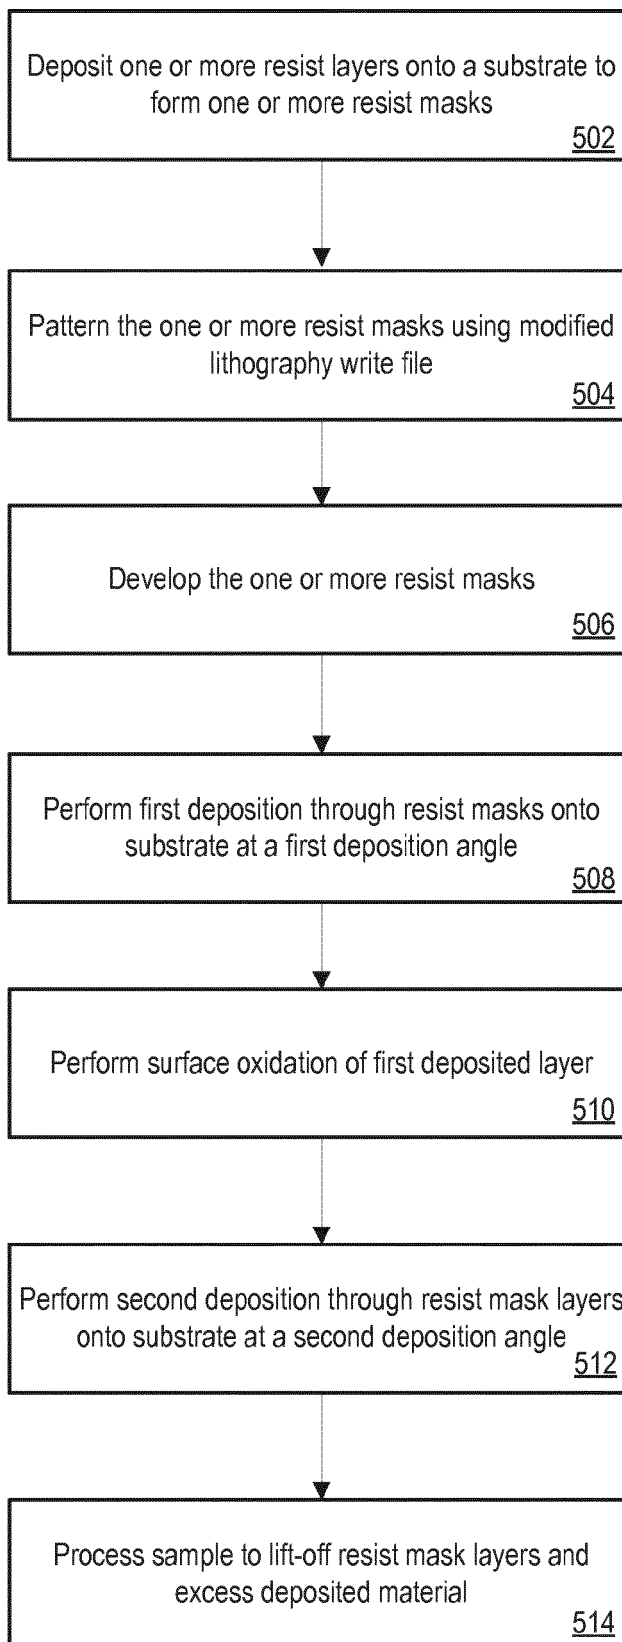 Deposit one or more resist layers onto a substrate to
form one or more resist masks
502
Pattern the one or more resist masks using modified
lithography write file
504
Develop the one or more resist masks
506
Perform first deposition through resist masks onto
substrate at a first deposition angle
508
Perform surface oxidation of first deposited layer
510
Perform second deposition through resist mask layers
onto substrate at a second deposition angle
512
Process sample to lift-off resist mask layers and
excess deposited material
514